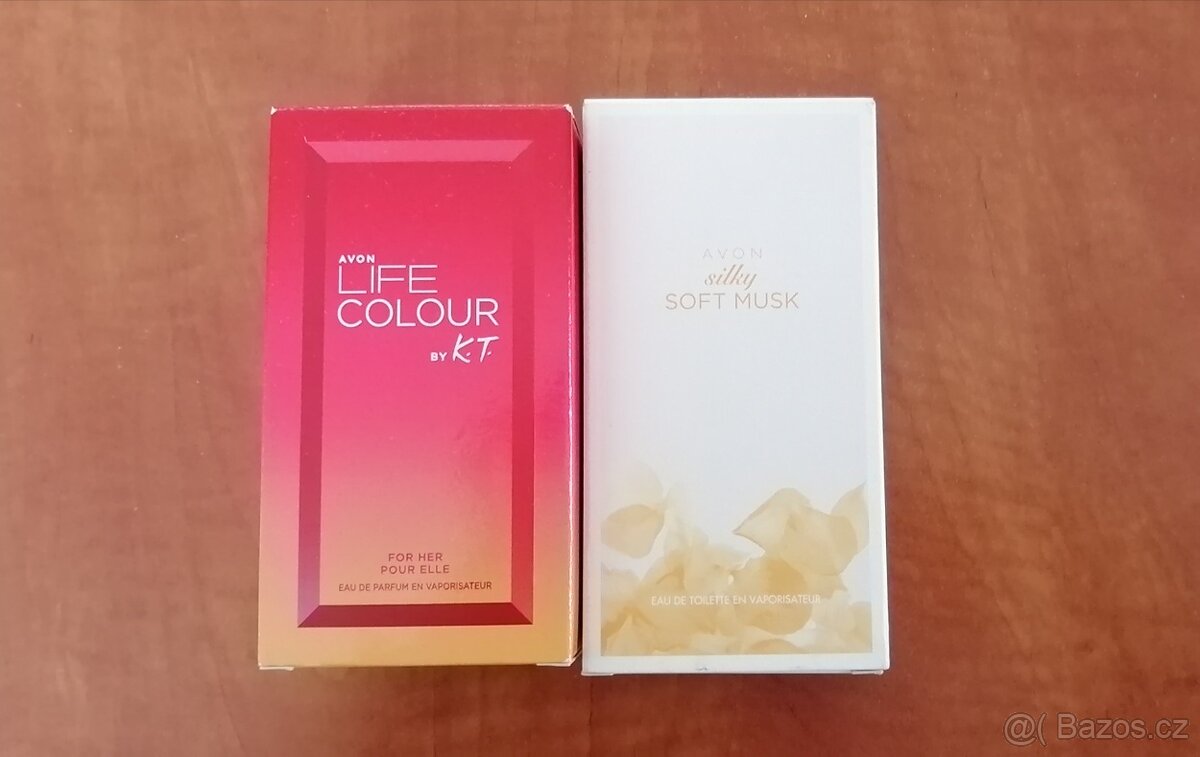 AVON
LIFE
COLOUR
BY K.T.
FOR HER
POUR ELLE
EAU DE PARFUM EN VAPORISATEUR
AVON
silky
SOFT MUSK
EAU DE TOILETTE EN VAPORISATEUR
@( Bazos.cz